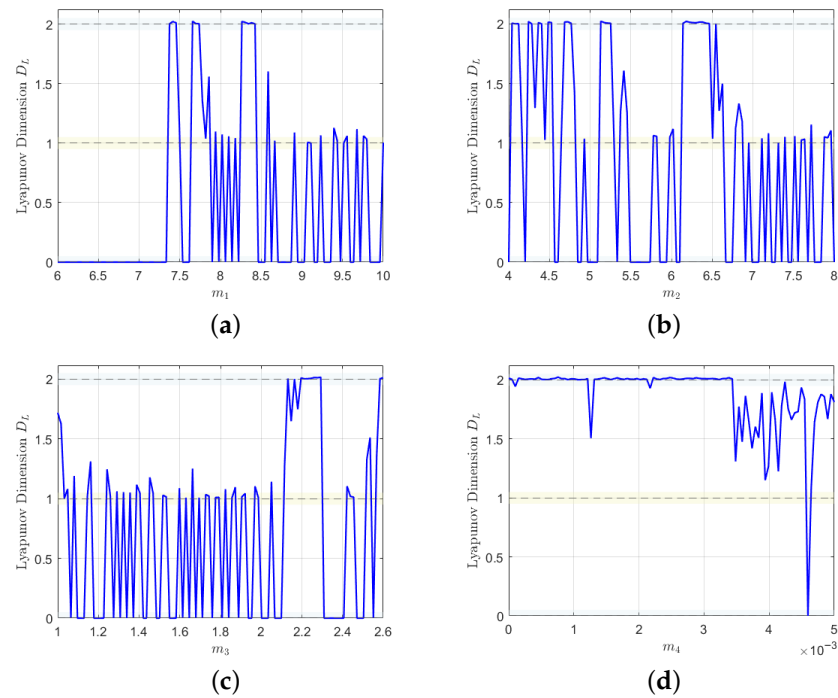 2
1.5
1
0.5
0
Lyapunov Dimension D_L
6 6.5 7 7.5 8 8.5 9 9.5 10
m_1
(a)
2
1.5
1
0.5
0
Lyapunov Dimension D_L
4 4.5 5 5.5 6 6.5 7 7.5 8
m_2
(b)
2
1.5
1
0.5
0
Lyapunov Dimension D_L
1 1.2 1.4 1.6 1.8 2 2.2 2.4 2.6
m_3
(c)
2
1.5
1
0.5
0
Lyapunov Dimension D_L
0 1 2 3 4 5
m_4
×10^{-3}
(d)